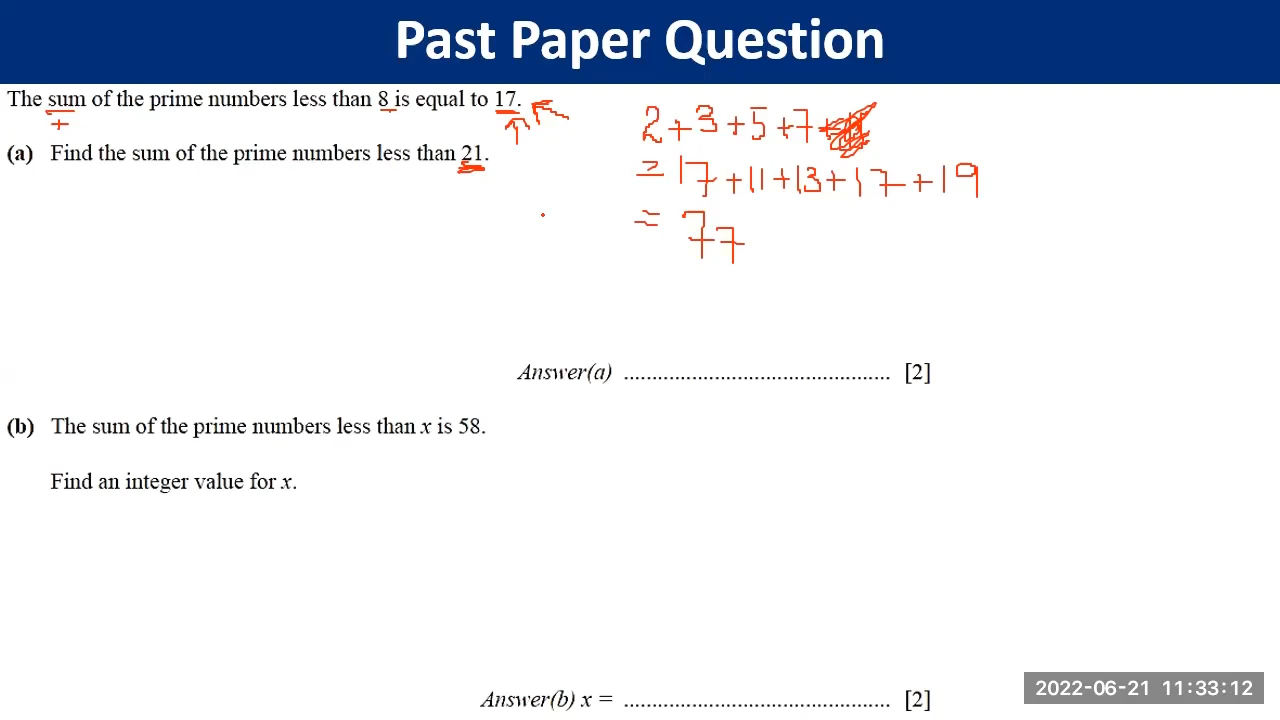 Past Paper Question
The sum of the prime numbers less than 8 is equal to 17.
+
2+3+5+7+
(a) Find the sum of the prime numbers less than 21.
=17+11+13+17+19
=77
Answer(a) ................................................ [2]
(b) The sum of the prime numbers less than x is 58.
Find an integer value for x.
Answer(b) x = ................................................ [2]
2022-06-21 11:33:12